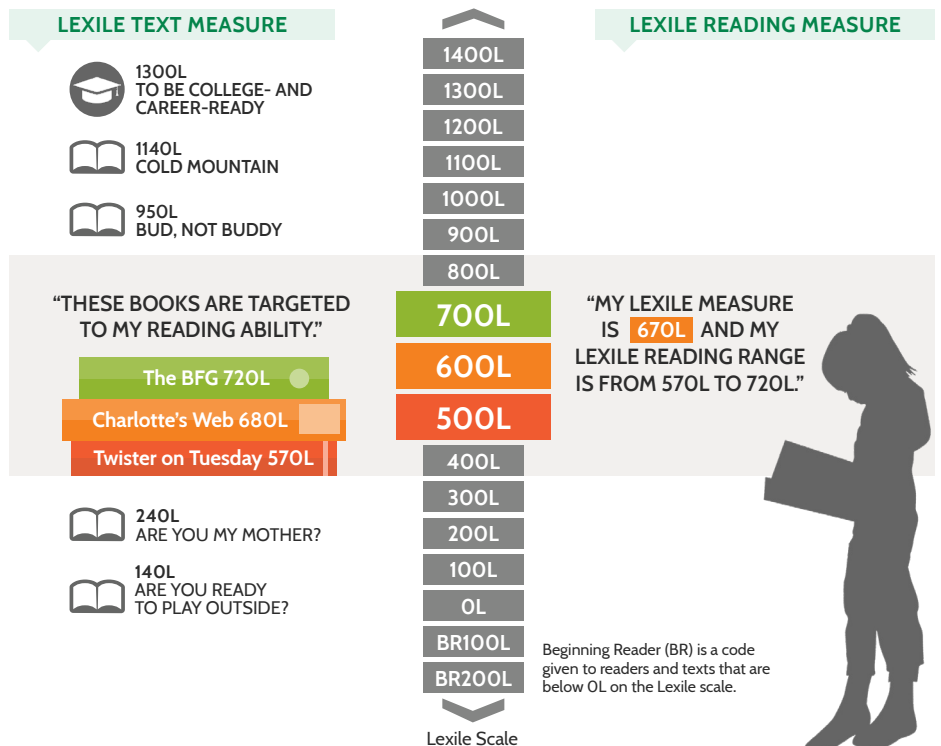 LEXILE TEXT MEASURE
1300L
TO BE COLLEGE- AND
CAREER-READY
1140L
COLD MOUNTAIN
950L
BUD, NOT BUDDY
“THESE BOOKS ARE TARGETED
TO MY READING ABILITY.”
The BFG 720L
Charlotte’s Web 680L
Twister on Tuesday 570L
240L
ARE YOU MY MOTHER?
140L
ARE YOU READY
TO PLAY OUTSIDE?
1400L
1300L
1200L
1100L
1000L
900L
800L
700L
600L
500L
400L
300L
200L
100L
0L
BR100L
BR200L
Lexile Scale
LEXILE READING MEASURE
“MY LEXILE MEASURE
IS 670L AND MY
LEXILE READING RANGE
IS FROM 570L TO 720L.”
Beginning Reader (BR) is a code
given to readers and texts that are
below 0L on the Lexile scale.